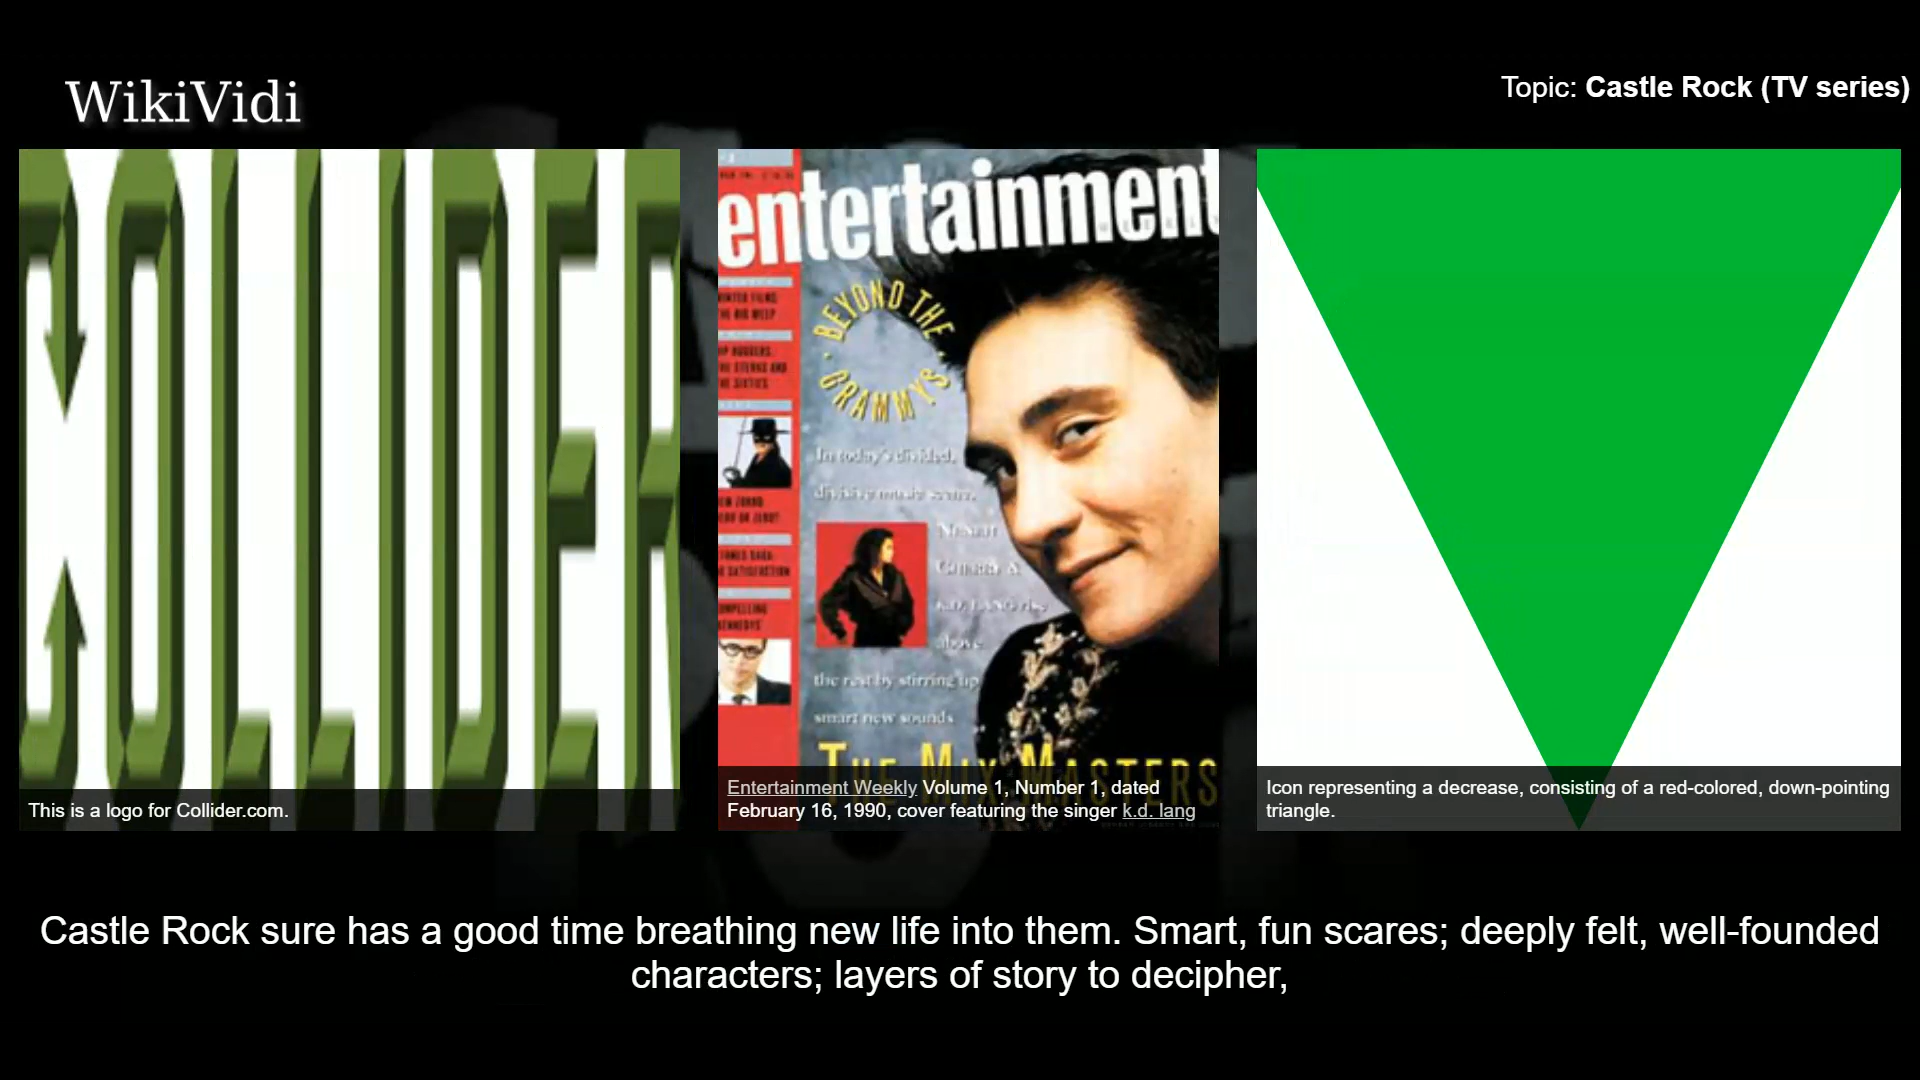 WikiVidi
Topic: Castle Rock (TV series)
COLLIDER
This is a logo for Collider.com.
entertainment
BEYOND THE
GRAMMYS
In today's divided,
divisive music scene,
NENEH
CHERRY &
K.D. LANG rise
above
the rest by stirring up
smart new sounds
THE MIX MASTERS
Entertainment Weekly Volume 1, Number 1, dated
February 16, 1990, cover featuring the singer k.d. lang
Icon representing a decrease, consisting of a red-colored, down-pointing
triangle.
Castle Rock sure has a good time breathing new life into them. Smart, fun scares; deeply felt, well-founded
characters; layers of story to decipher,